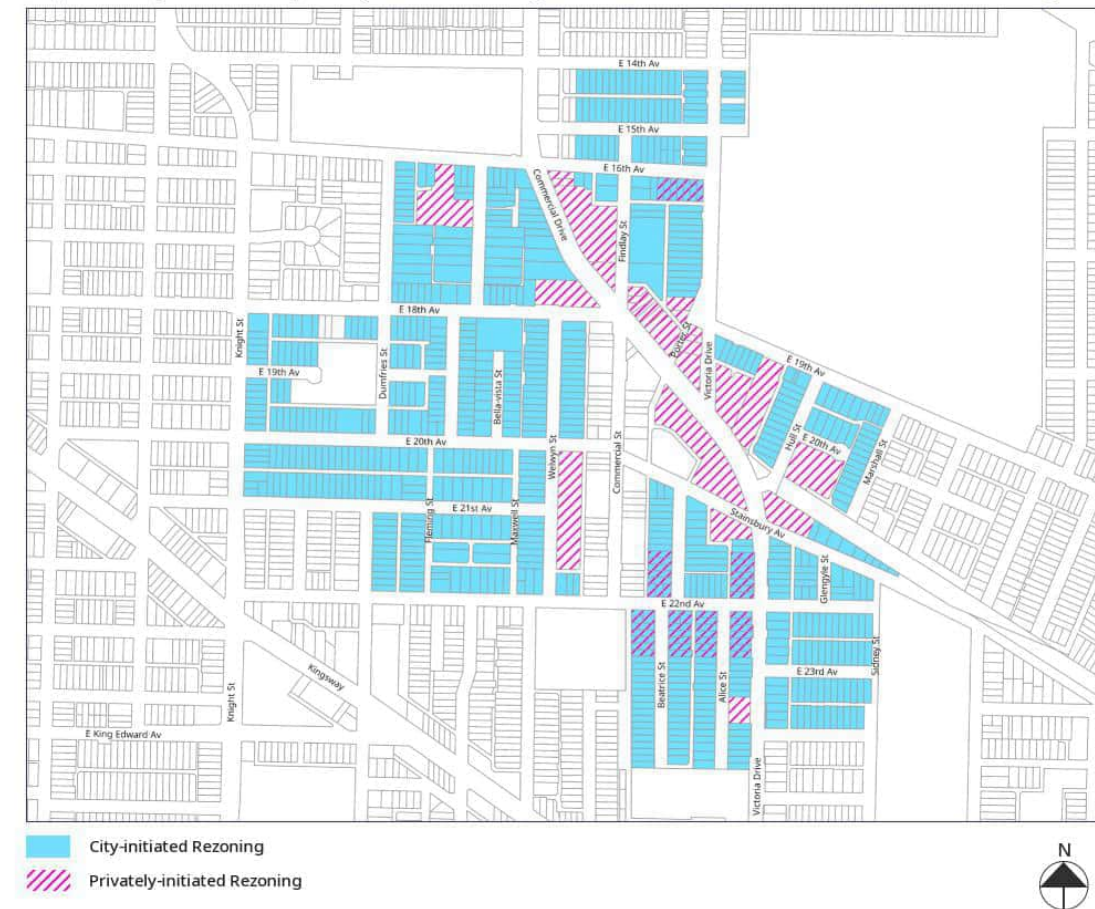 E 14th Av
E 15th Av
E 16th Av
Commercial Drive
Findlay St
E 18th Av
Knight St
Porter St
Victoria Drive
E 19th Av
E 19th Av
Dumfries St
Bella-vista St
Hull St
E 20th Av
E 20th Av
Marshall St
Welwyn St
Commercial St
E 21st Av
Fleming St
Maxwell St
Stainsbury Av
Glengyle St
E 22nd Av
Sidney St
E 23rd Av
Beatrice St
Alice St
Kingsway
Knight St
E King Edward Av
Victoria Drive
City-initiated Rezoning
Privately-initiated Rezoning
N